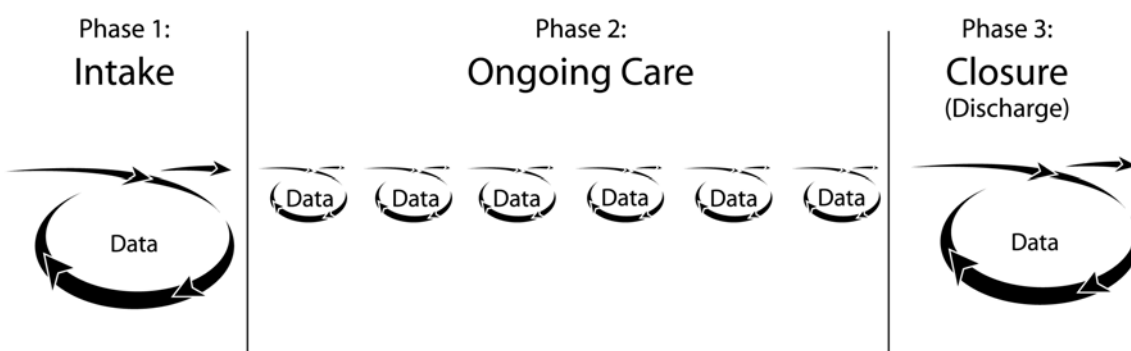 Phase 1:
Intake
Data
Phase 2:
Ongoing Care
Data
Data
Data
Data
Data
Data
Phase 3:
Closure
(Discharge)
Data